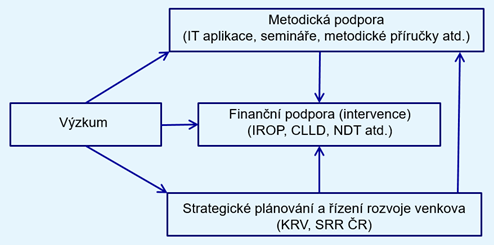 Metodická podpora
(IT aplikace, semináře, metodické příručky atd.)
Výzkum
Finanční podpora (intervence)
(IROP, CLLD, NDT atd.)
Strategické plánování a řízení rozvoje venkova
(KRV, SRR ČR)